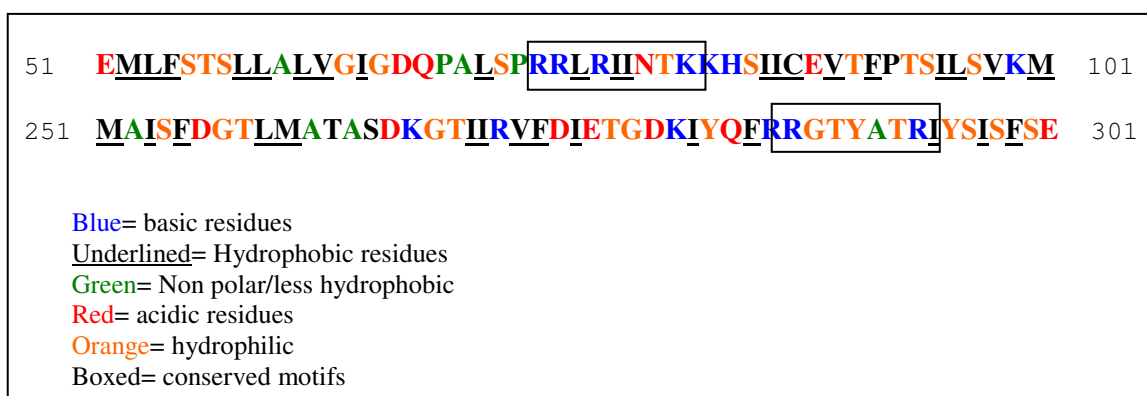 51 EMLFSTSLLALVGIGDQPALSPRRLRIINTKKHSIICEVTFPTSILSVKM 101
251 MAISFDGTLMATASDKGTIIRVFDIETGDKIYQFRRGTYATRIYSISFSE 301
Blue= basic residues
Underlined= Hydrophobic residues
Green= Non polar/less hydrophobic
Red= acidic residues
Orange= hydrophilic
Boxed= conserved motifs